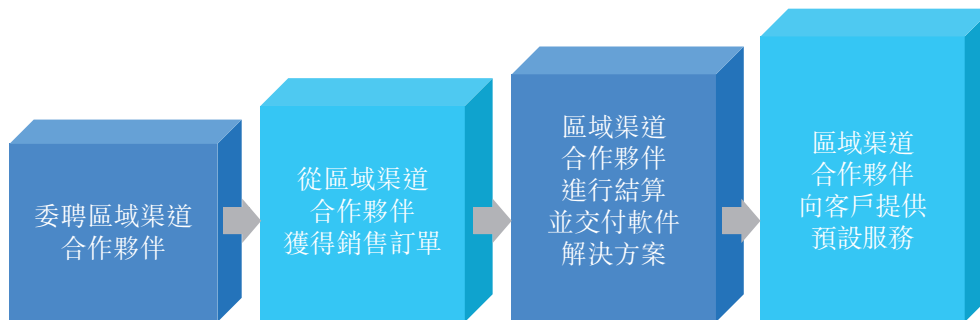 委聘區域渠道
合作夥伴
從區域渠道
合作夥伴
獲得銷售訂單
區域渠道
合作夥伴
進行結算
並交付軟件
解決方案
區域渠道
合作夥伴
向客戶提供
預設服務